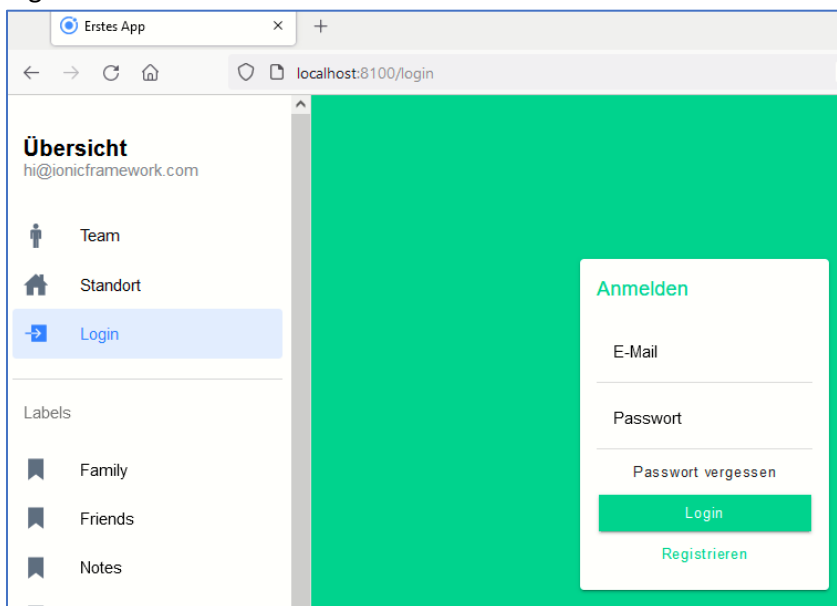 Erstes App
localhost:8100/login
Übersicht
hi@ionicframework.com
Team
Standort
Login
Labels
Family
Friends
Notes
Anmelden
E-Mail
Passwort
Passwort vergessen
Login
Registrieren